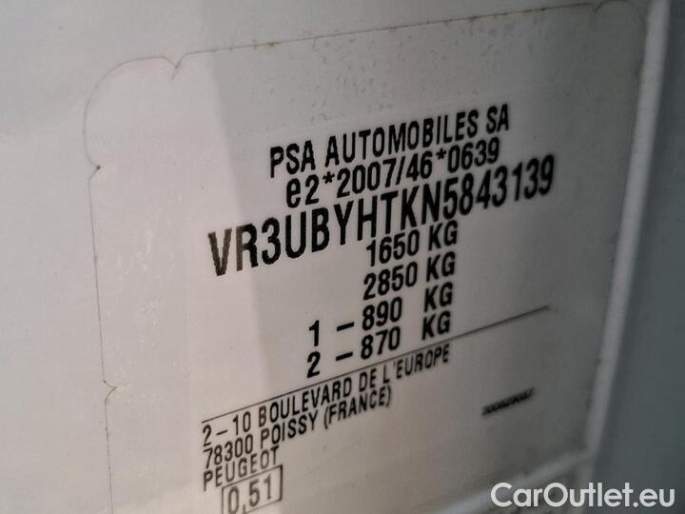 PSA AUTOMOBILES SA
e2*2007/46*0639
VR3UBYHTKN5843139
1650 KG
2850 KG
1 – 890 KG
2 – 870 KG
2 – 10 BOULEVARD DE L'EUROPE
78300 POISSY (FRANCE)
PEUGEOT
0,51
CarOutlet.eu